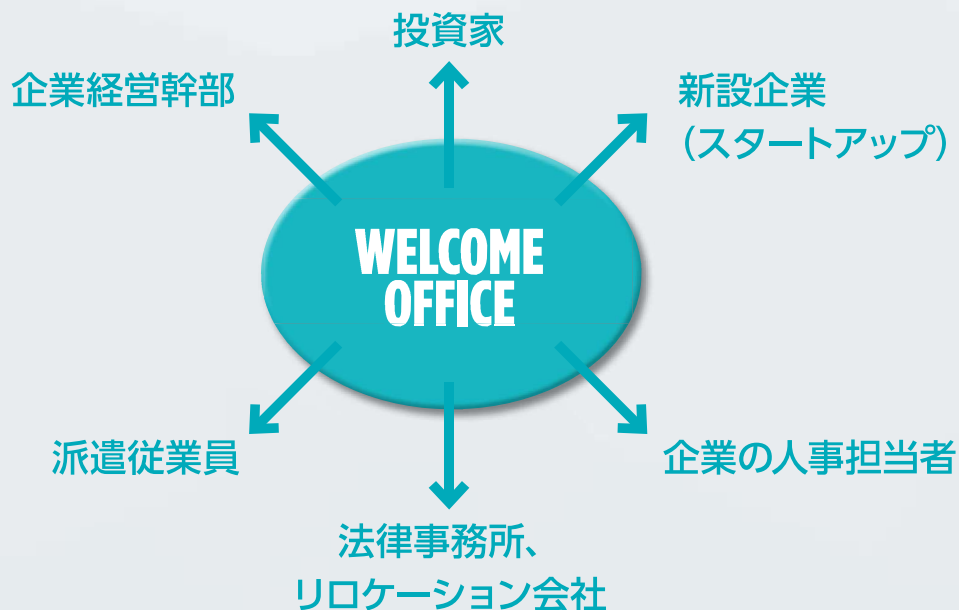 投資家
企業経営幹部
新設企業
(スタートアップ)
WELCOME
OFFICE
派遣従業員
企業の人事担当者
法律事務所、
リロケーション会社